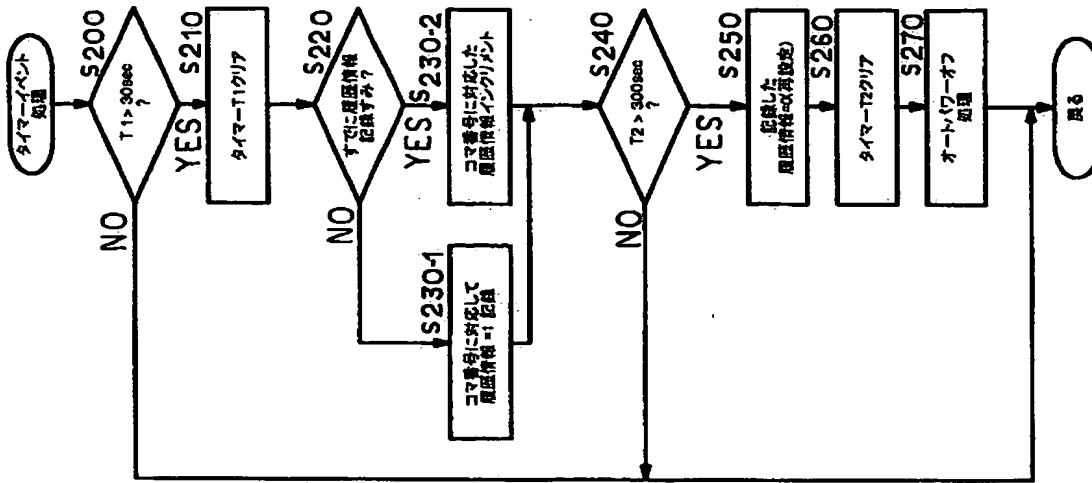 タイマーイベント
処理
S200
T1>30sec
?
NO
YES
S210
タイマーT1クリア
S220
すでに履歴情報
記録すみ?
NO
YES
S230-1
コマ番号に対応して
履歴情報=1 記録
S230-2
コマ番号に対応した
履歴情報インクリメント
S240
T2 > 300sec
?
NO
YES
S250
記録した
履歴情報=α(再設定)
S260
タイマーT2クリア
S270
オートパワーオフ
処理
戻る